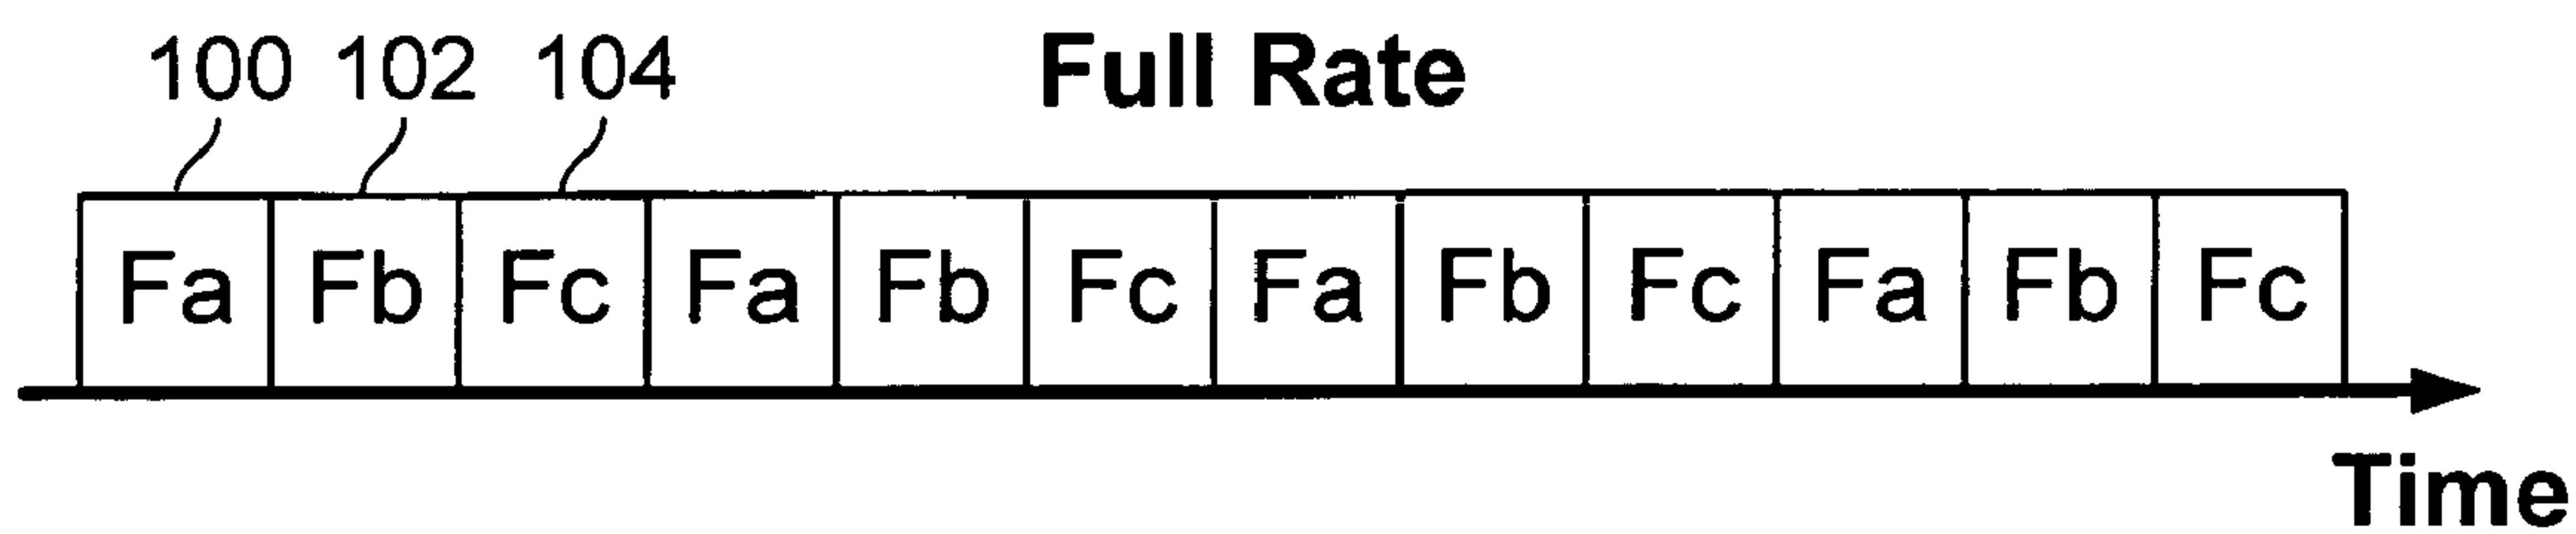 100 102 104 Full Rate
Fa Fb Fc Fa Fb Fc Fa Fb Fc Fa Fb Fc
Time